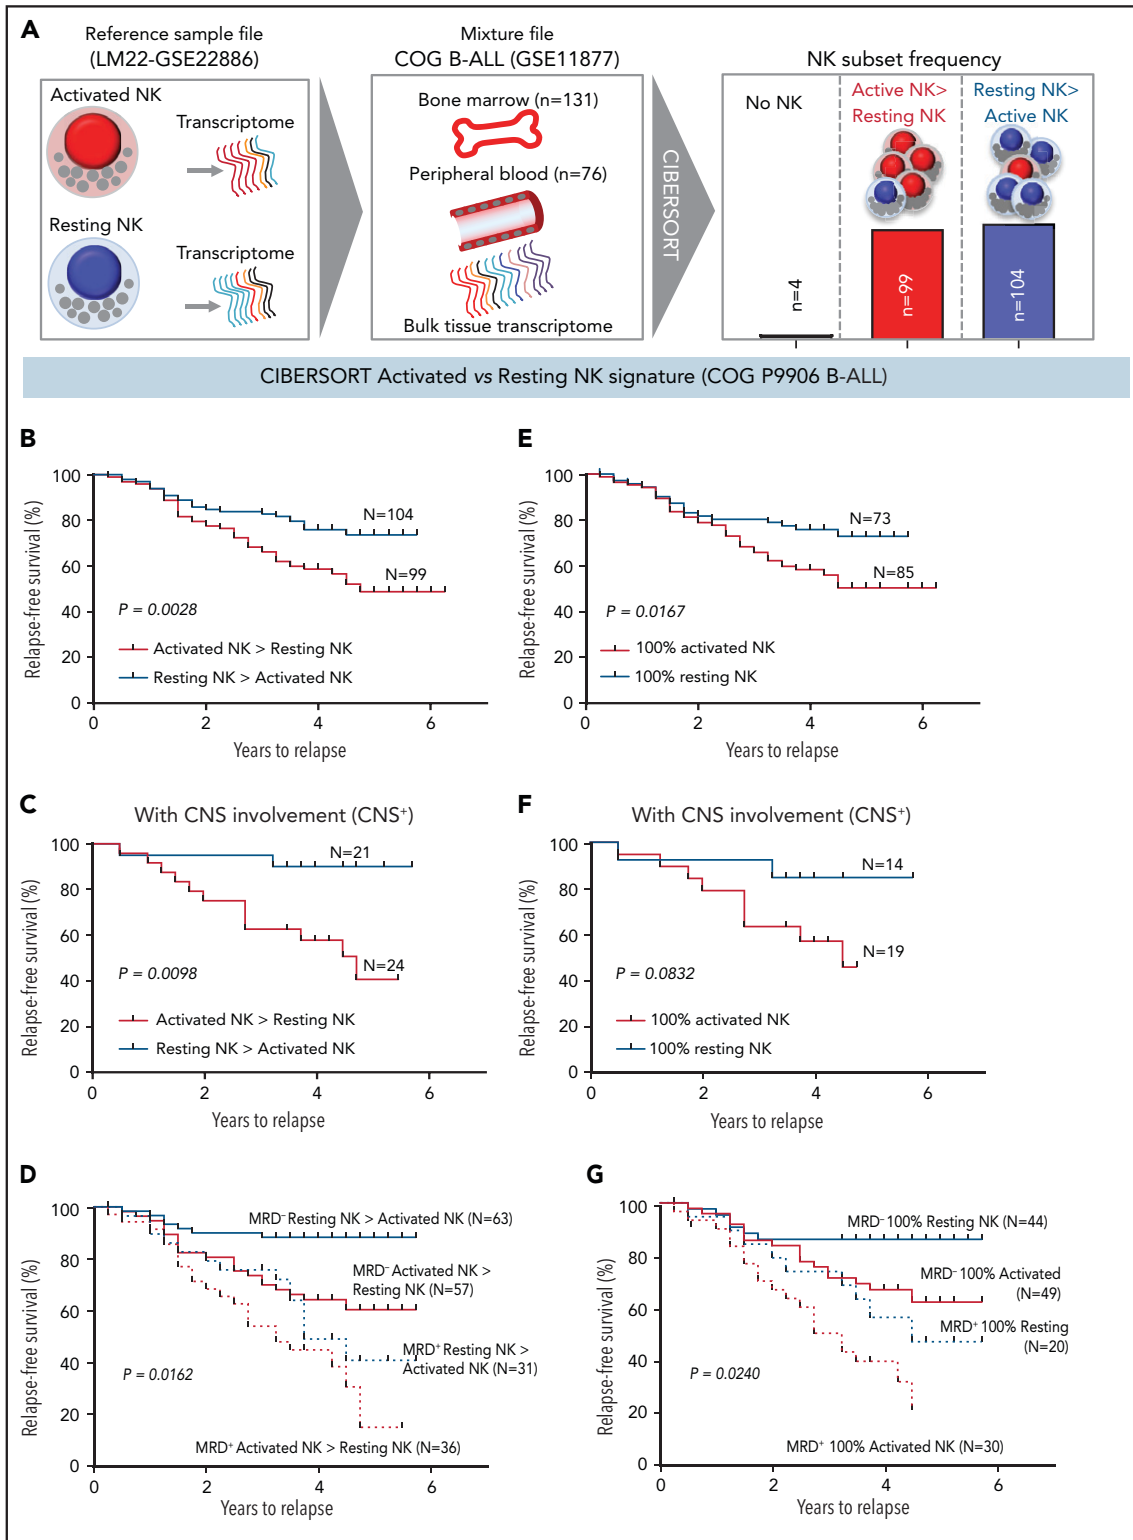 A
Reference sample file
(LM22-GSE22886)
Activated NK
Transcriptome
Resting NK
Transcriptome
Mixture file
COG B-ALL (GSE11877)
Bone marrow (n=131)
Peripheral blood (n=76)
Bulk tissue transcriptome
CIBERSORT
NK subset frequency
No NK
Active NK>
Resting NK
Resting NK>
Active NK
n=4
n=99
n=104
CIBERSORT Activated vs Resting NK signature (COG P9906 B-ALL)
B
Relapse-free survival (%)
100
80
60
40
20
0
N=104
N=99
P = 0.0028
Activated NK > Resting NK
Resting NK > Activated NK
0 2 4 6
Years to relapse
E
Relapse-free survival (%)
100
80
60
40
20
0
N=73
N=85
P = 0.0167
100% activated NK
100% resting NK
0 2 4 6
Years to relapse
C
With CNS involvement (CNS+)
Relapse-free survival (%)
100
80
60
40
20
0
N=21
N=24
P = 0.0098
Activated NK > Resting NK
Resting NK > Activated NK
0 2 4 6
Years to relapse
F
With CNS involvement (CNS+)
Relapse-free survival (%)
100
80
60
40
20
0
N=14
N=19
P = 0.0832
100% activated NK
100% resting NK
0 2 4 6
Years to relapse
D
Relapse-free survival (%)
100
80
60
40
20
0
MRD- Resting NK > Activated NK (N=63)
MRD- Activated NK >
Resting NK (N=57)
MRD+ Resting NK >
Activated NK (N=31)
P = 0.0162
MRD+ Activated NK > Resting NK (N=36)
0 2 4 6
Years to relapse
G
Relapse-free survival (%)
100
80
60
40
20
0
MRD- 100% Resting NK (N=44)
MRD- 100% Activated
(N=49)
MRD+ 100% Resting
(N=20)
P = 0.0240
MRD+ 100% Activated NK (N=30)
0 2 4 6
Years to relapse